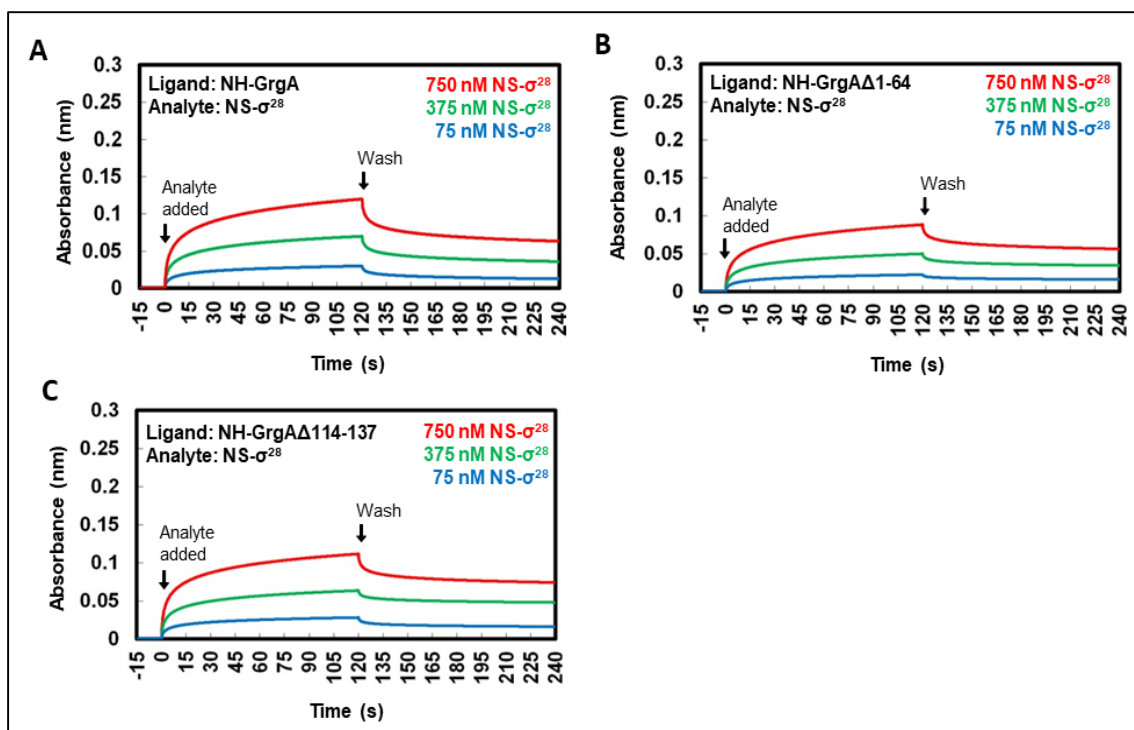 A
Ligand: NH-GrgA
Analyte: NS-σ²⁸
750 nM NS-σ²⁸
375 nM NS-σ²⁸
75 nM NS-σ²⁸
Analyte
added
Wash
Absorbance (nm)
0.3
0.25
0.2
0.15
0.1
0.05
0
-15 0 15 30 45 60 75 90 105 120 135 150 165 180 195 210 225 240
Time (s)
B
Ligand: NH-GrgAΔ1-64
Analyte: NS-σ²⁸
750 nM NS-σ²⁸
375 nM NS-σ²⁸
75 nM NS-σ²⁸
Analyte
added
Wash
Absorbance (nm)
0.3
0.25
0.2
0.15
0.1
0.05
0
-15 0 15 30 45 60 75 90 105 120 135 150 165 180 195 210 225 240
Time (s)
C
Ligand: NH-GrgAΔ114-137
Analyte: NS-σ²⁸
750 nM NS-σ²⁸
375 nM NS-σ²⁸
75 nM NS-σ²⁸
Analyte
added
Wash
Absorbance (nm)
0.3
0.25
0.2
0.15
0.1
0.05
0
-15 0 15 30 45 60 75 90 105 120 135 150 165 180 195 210 225 240
Time (s)